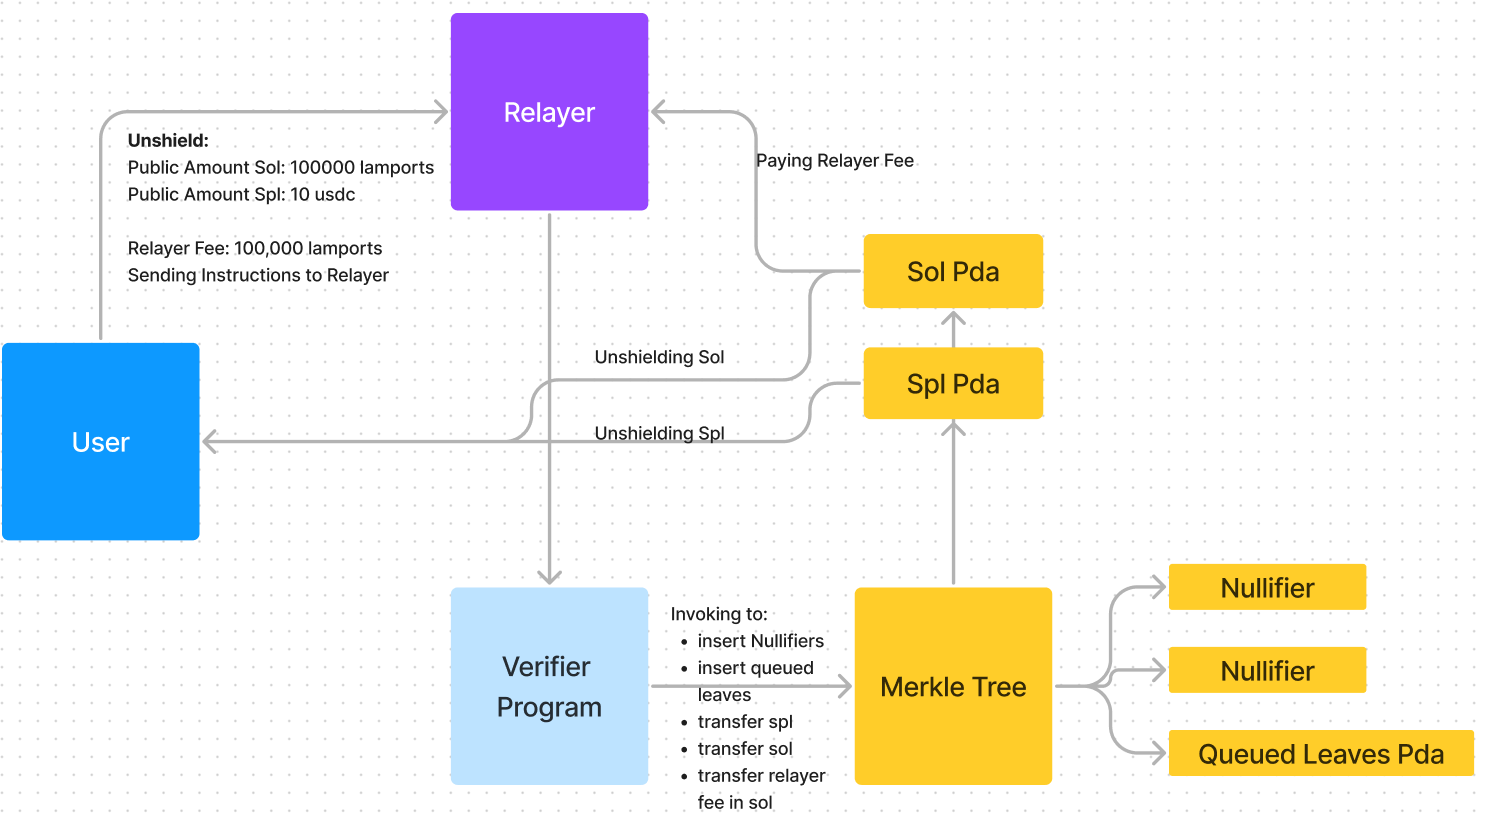 Relayer
Unshield:
Public Amount Sol: 100000 lamports
Public Amount Spl: 10 usdc
Relayer Fee: 100,000 lamports
Sending Instructions to Relayer
Paying Relayer Fee
Sol Pda
Unshielding Sol
Spl Pda
Unshielding Spl
User
Verifier
Program
Invoking to:
• insert Nullifiers
• insert queued
leaves
• transfer spl
• transfer sol
• transfer relayer
fee in sol
Merkle Tree
Nullifier
Nullifier
Queued Leaves Pda